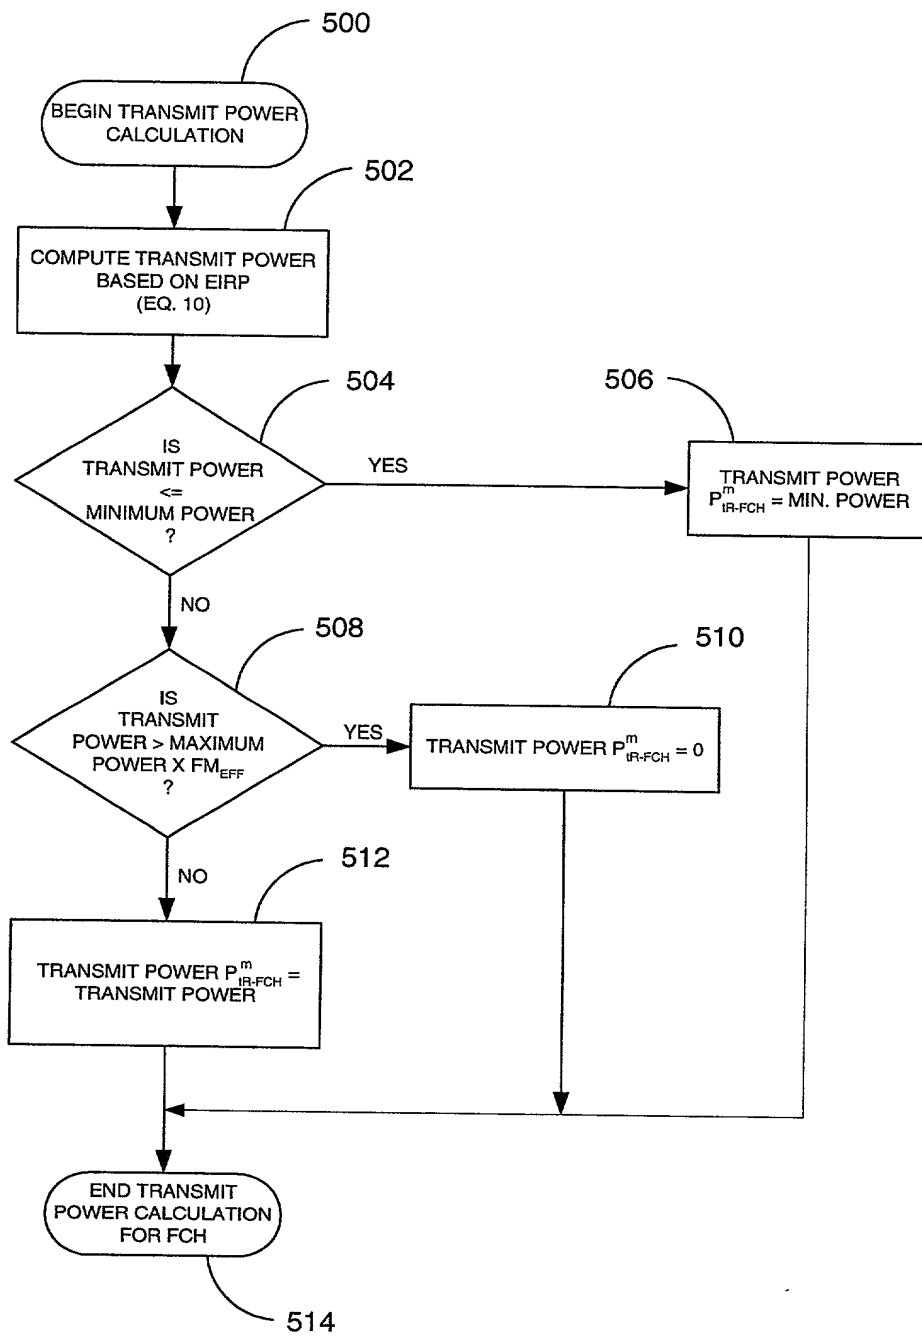 500
BEGIN TRANSMIT POWER
CALCULATION
502
COMPUTE TRANSMIT POWER
BASED ON EIRP
(EQ. 10)
504
IS
TRANSMIT POWER
<=
MINIMUM POWER
?
YES
506
TRANSMIT POWER
P^m_tR-FCH = MIN. POWER
NO
508
IS
TRANSMIT
POWER > MAXIMUM
POWER X FM_EFF
?
YES
510
TRANSMIT POWER P^m_tR-FCH = 0
NO
512
TRANSMIT POWER P^m_tR-FCH =
TRANSMIT POWER
END TRANSMIT
POWER CALCULATION
FOR FCH
514